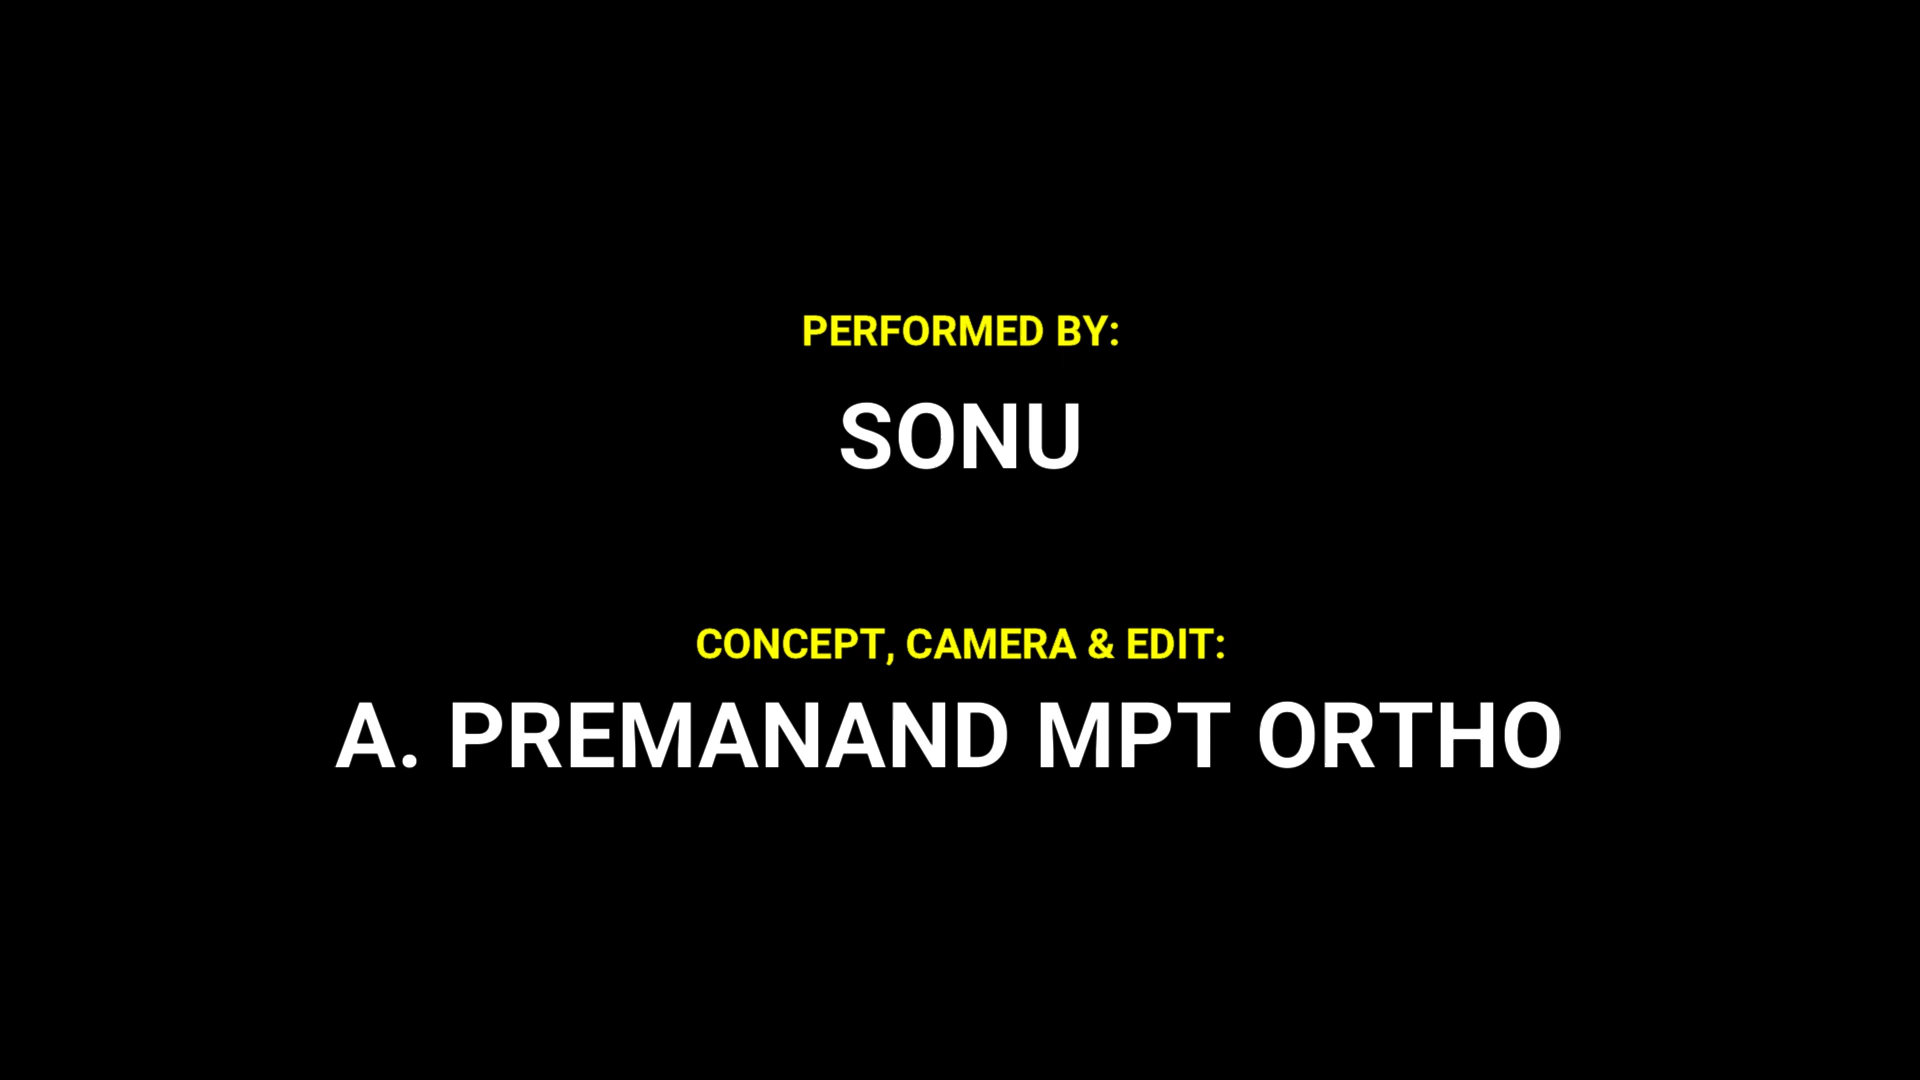 PERFORMED BY:
SONU
CONCEPT, CAMERA & EDIT:
A. PREMANAND MPT ORTHO